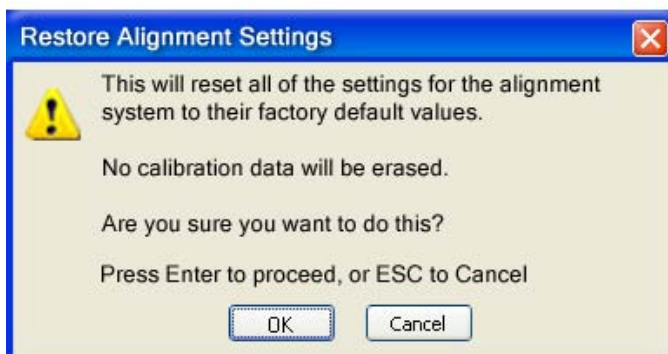 Restore Alignment Settings
This will reset all of the settings for the alignment
system to their factory default values.
No calibration data will be erased.
Are you sure you want to do this?
Press Enter to proceed, or ESC to Cancel
OK
Cancel